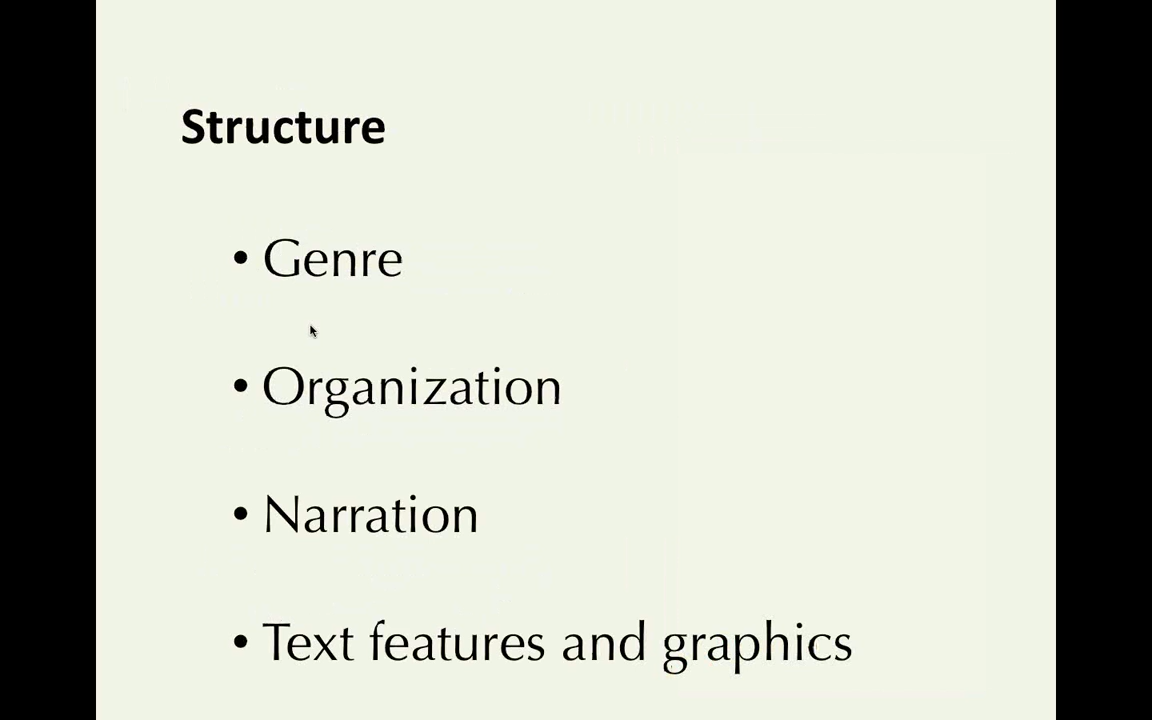 Structure
• Genre
• Organization
• Narration
• Text features and graphics